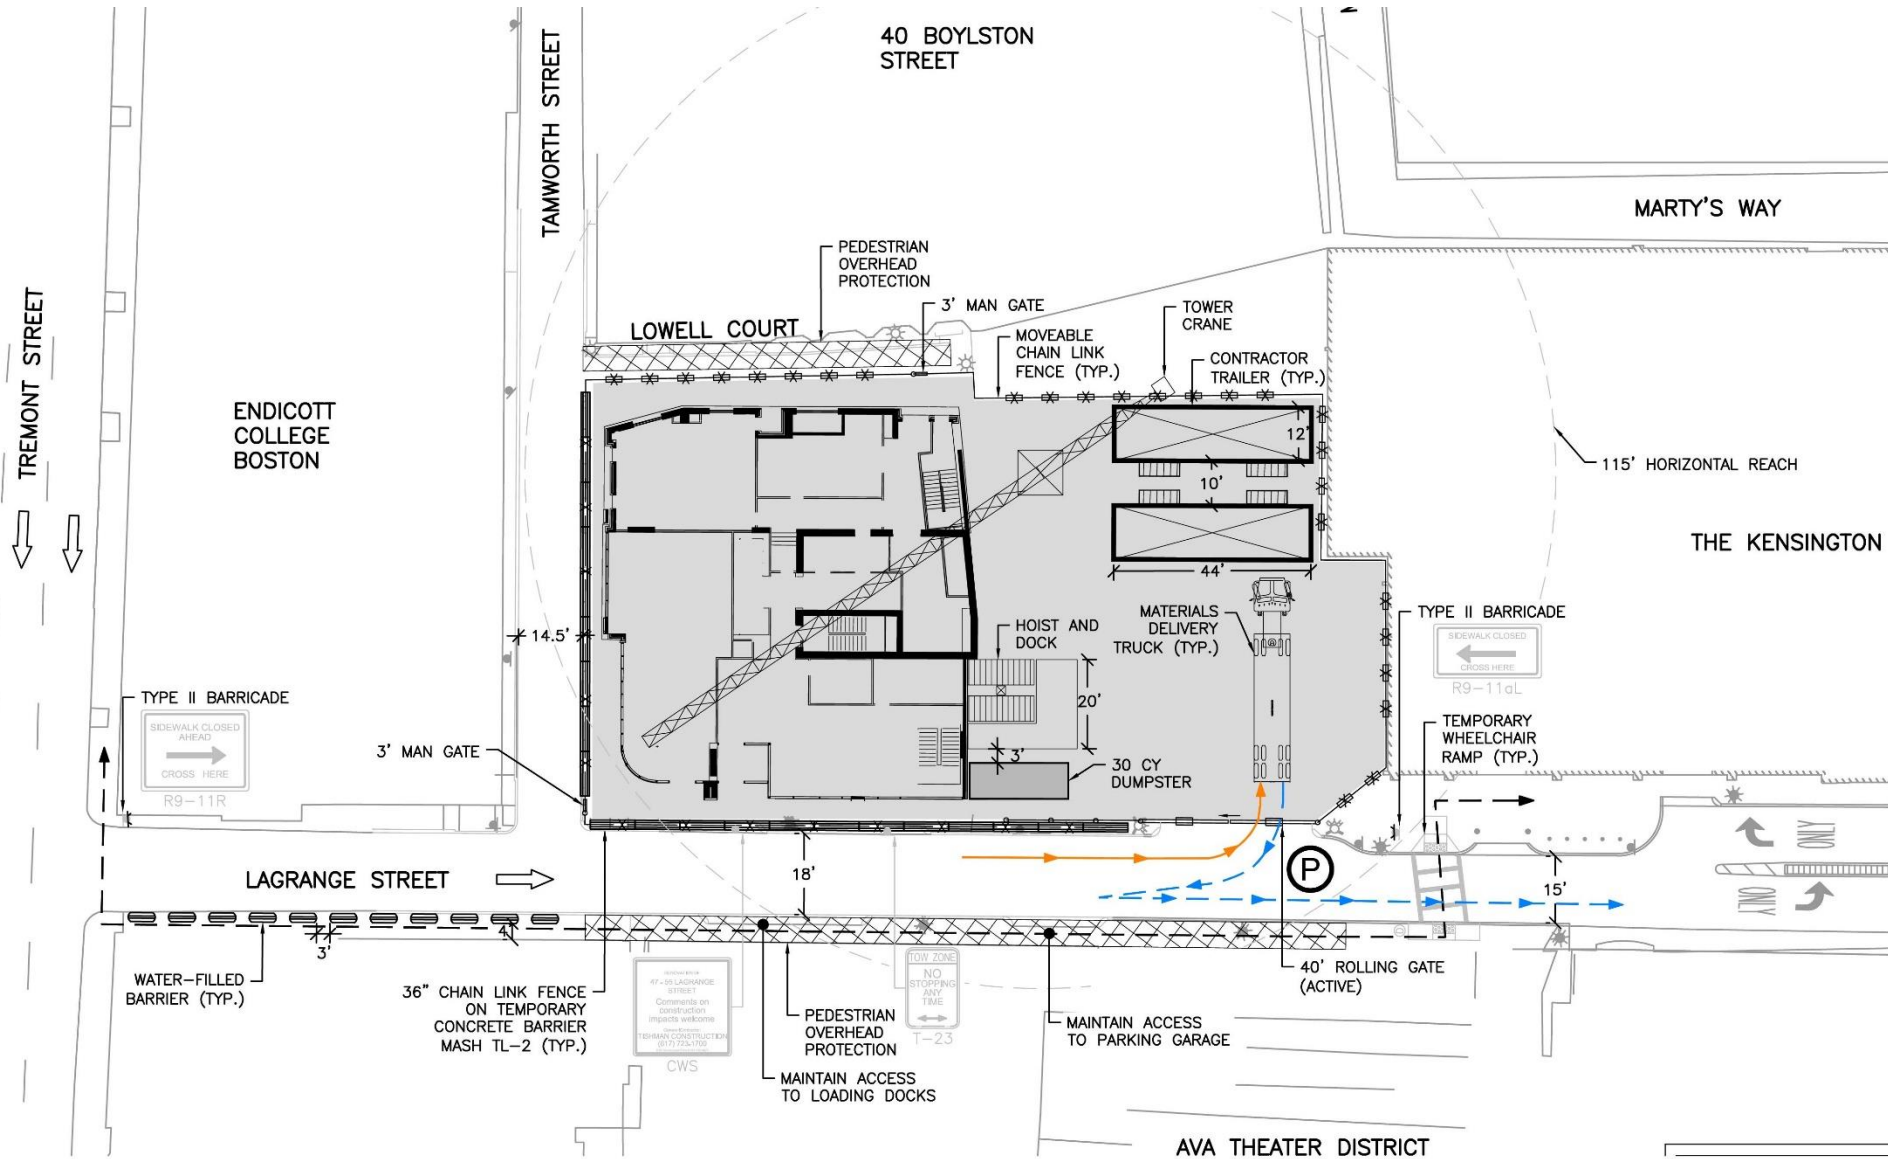 40 BOYLSTON
STREET
TAMWORTH STREET
MARTY'S WAY
PEDESTRIAN
OVERHEAD
PROTECTION
3' MAN GATE
TOWER
CRANE
LOWELL COURT
MOVEABLE
CHAIN LINK
FENCE (TYP.)
CONTRACTOR
TRAILER (TYP.)
TREMONT STREET
ENDICOTT
COLLEGE
BOSTON
12'
10'
115' HORIZONTAL REACH
THE KENSINGTON
44'
14.5'
HOIST AND
DOCK
MATERIALS
DELIVERY
TRUCK (TYP.)
TYPE II BARRICADE
SIDEWALK CLOSED
CROSS HERE
R9-11aL
TYPE II BARRICADE
SIDEWALK CLOSED
AHEAD
CROSS HERE
R9-11R
20'
3' MAN GATE
3'
30 CY
DUMPSTER
TEMPORARY
WHEELCHAIR
RAMP (TYP.)
ONLY
ONLY
LAGRANGE STREET
18'
P
15'
4'
3'
WATER-FILLED
BARRIER (TYP.)
36" CHAIN LINK FENCE
ON TEMPORARY
CONCRETE BARRIER
MASH TL-2 (TYP.)
47-55 LAGRANGE
STREET
Comments on
construction
impacts welcome
TISHMAN CONSTRUCTION
CWS
PEDESTRIAN
OVERHEAD
PROTECTION
TOW ZONE
NO
STOPPING
ANY
TIME
T-23
40' ROLLING GATE
(ACTIVE)
MAINTAIN ACCESS
TO PARKING GARAGE
MAINTAIN ACCESS
TO LOADING DOCKS
AVA THEATER DISTRICT